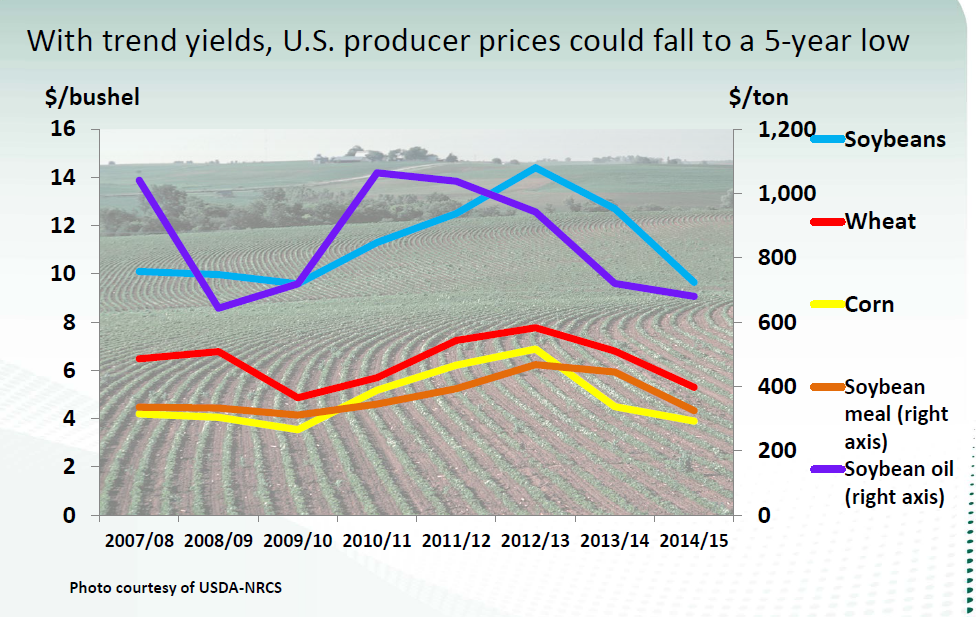 With trend yields, U.S. producer prices could fall to a 5-year low
$/bushel
$/ton
16
14
12
10
8
6
4
2
0
1,200
1,000
800
600
400
200
0
Soybeans
Wheat
Corn
Soybean
meal (right
axis)
Soybean oil
(right axis)
2007/08 2008/09 2009/10 2010/11 2011/12 2012/13 2013/14 2014/15
Photo courtesy of USDA-NRCS